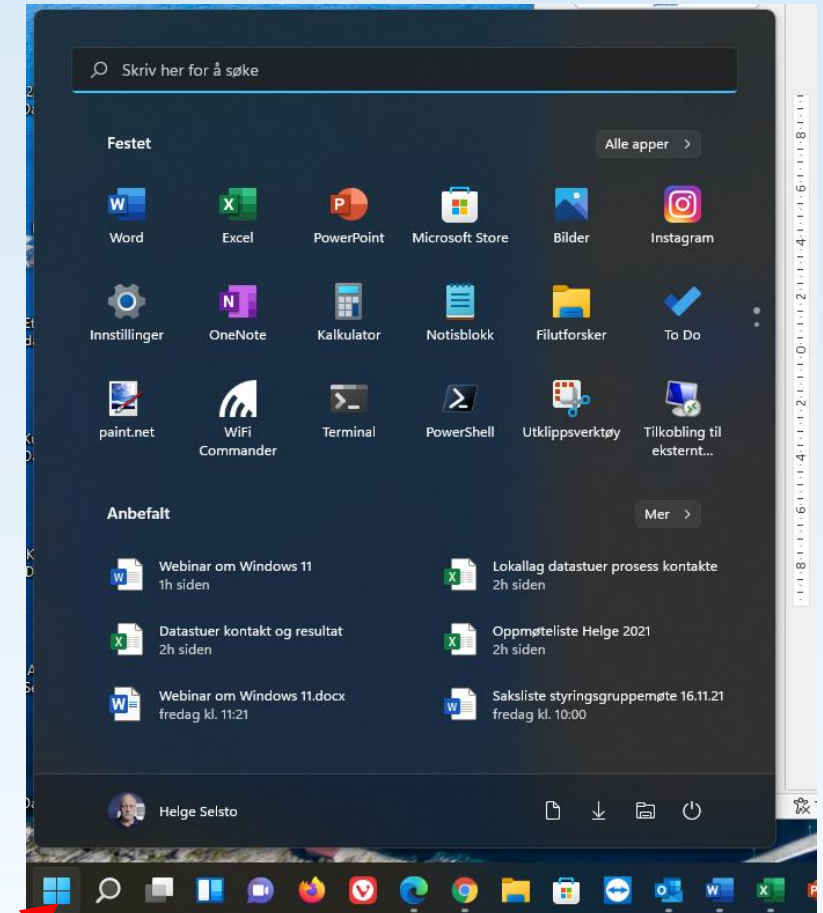 Skriv her for å søke
Festet
Alle apper >
Word
Excel
PowerPoint
Microsoft Store
Bilder
Instagram
Innstillinger
OneNote
Kalkulator
Notisblokk
Filutforsker
To Do
paint.net
WiFi
Commander
Terminal
PowerShell
Utklippsverktøy
Tilkobling til
eksternt...
Anbefalt
Mer >
Webinar om Windows 11
1h siden
Lokallag datastuer prosess kontakte
2h siden
Datastuer kontakt og resultat
2h siden
Oppmøteliste Helge 2021
2h siden
Webinar om Windows 11.docx
fredag kl. 11:21
Saksliste styringsgruppemøte 16.11.21
fredag kl. 10:00
Helge Selsto